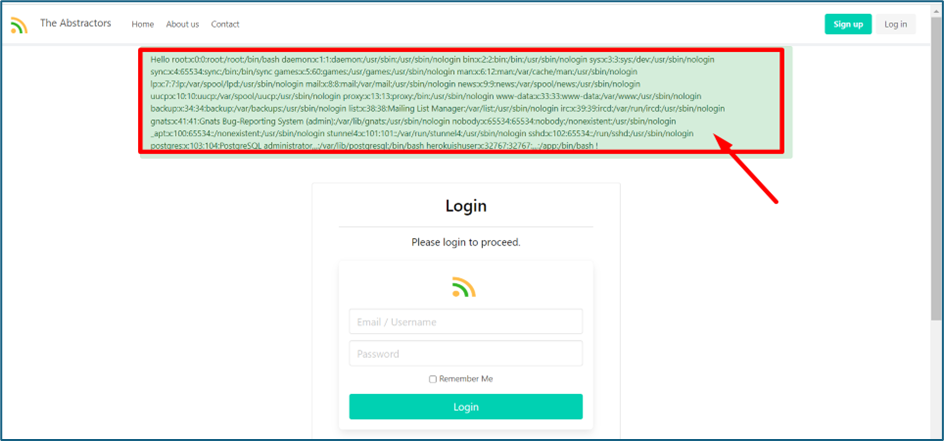 The Abstractors Home About us Contact Sign up Log in
Hello root:x:0:0:root:/root:/bin/bash daemon:x:1:1:daemon:/usr/sbin:/usr/sbin/nologin bin:x:2:2:bin:/bin:/usr/sbin/nologin sys:x:3:3:sys:/dev:/usr/sbin/nologin
sync:x:4:65534:sync:/bin:/bin/sync games:x:5:60:games:/usr/games:/usr/sbin/nologin man:x:6:12:man:/var/cache/man:/usr/sbin/nologin
lp:x:7:7:lp:/var/spool/lpd:/usr/sbin/nologin mail:x:8:8:mail:/var/mail:/usr/sbin/nologin news:x:9:9:news:/var/spool/news:/usr/sbin/nologin
uucp:x:10:10:uucp:/var/spool/uucp:/usr/sbin/nologin proxy:x:13:13:proxy:/bin:/usr/sbin/nologin www-data:x:33:33:www-data:/var/www:/usr/sbin/nologin
backup:x:34:34:backup:/var/backups:/usr/sbin/nologin list:x:38:38:Mailing List Manager:/var/list:/usr/sbin/nologin irc:x:39:39:ircd:/var/run/ircd:/usr/sbin/nologin
gnats:x:41:41:Gnats Bug-Reporting System (admin):/var/lib/gnats:/usr/sbin/nologin nobody:x:65534:65534:nobody:/nonexistent:/usr/sbin/nologin
_apt:x:100:65534::/nonexistent:/usr/sbin/nologin stunnel4:x:101:101::/var/run/stunnel4:/usr/sbin/nologin sshd:x:102:65534::/run/sshd:/usr/sbin/nologin
postgres:x:103:104:PostgreSQL administrator,,,:/var/lib/postgresql:/bin/bash herokuishuser:x:32767:32767:,,,:/app:/bin/bash !
Login
Please login to proceed.
Email / Username
Password
Remember Me
Login